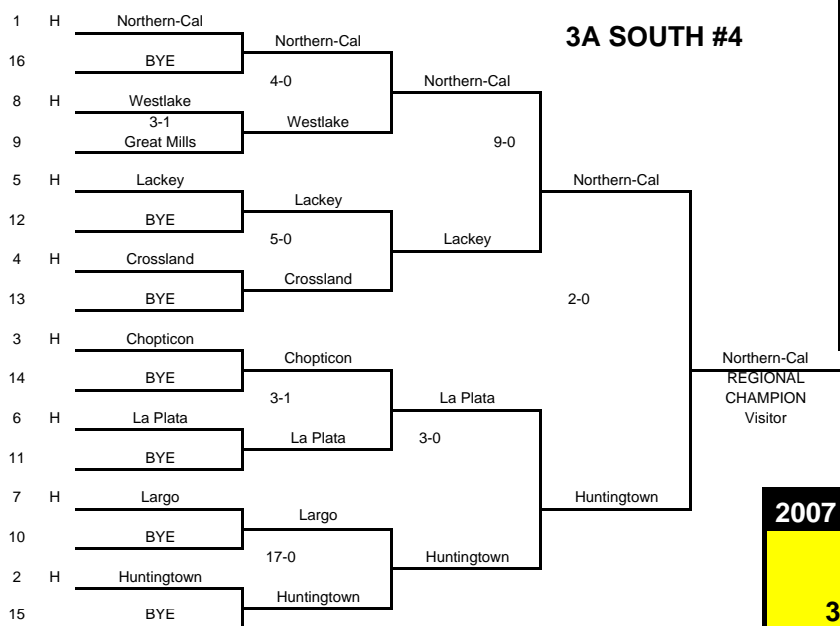 3A SOUTH #4
1 H Northern-Cal
Northern-Cal
16 BYE
4-0
Northern-Cal
8 H Westlake
3-1
Westlake
9 Great Mills
9-0
Northern-Cal
5 H Lackey
Lackey
12 BYE
5-0
Lackey
4 H Crossland
Crossland
13 BYE
2-0
3 H Chopticon
Chopticon
Northern-Cal
14 BYE
REGIONAL
CHAMPION
Visitor
3-1
La Plata
6 H La Plata
La Plata
3-0
11 BYE
7 H Largo
Huntingtown
Largo
10 BYE
17-0
Huntingtown
2 H Huntingtown
Huntingtown
15 BYE
2007
3